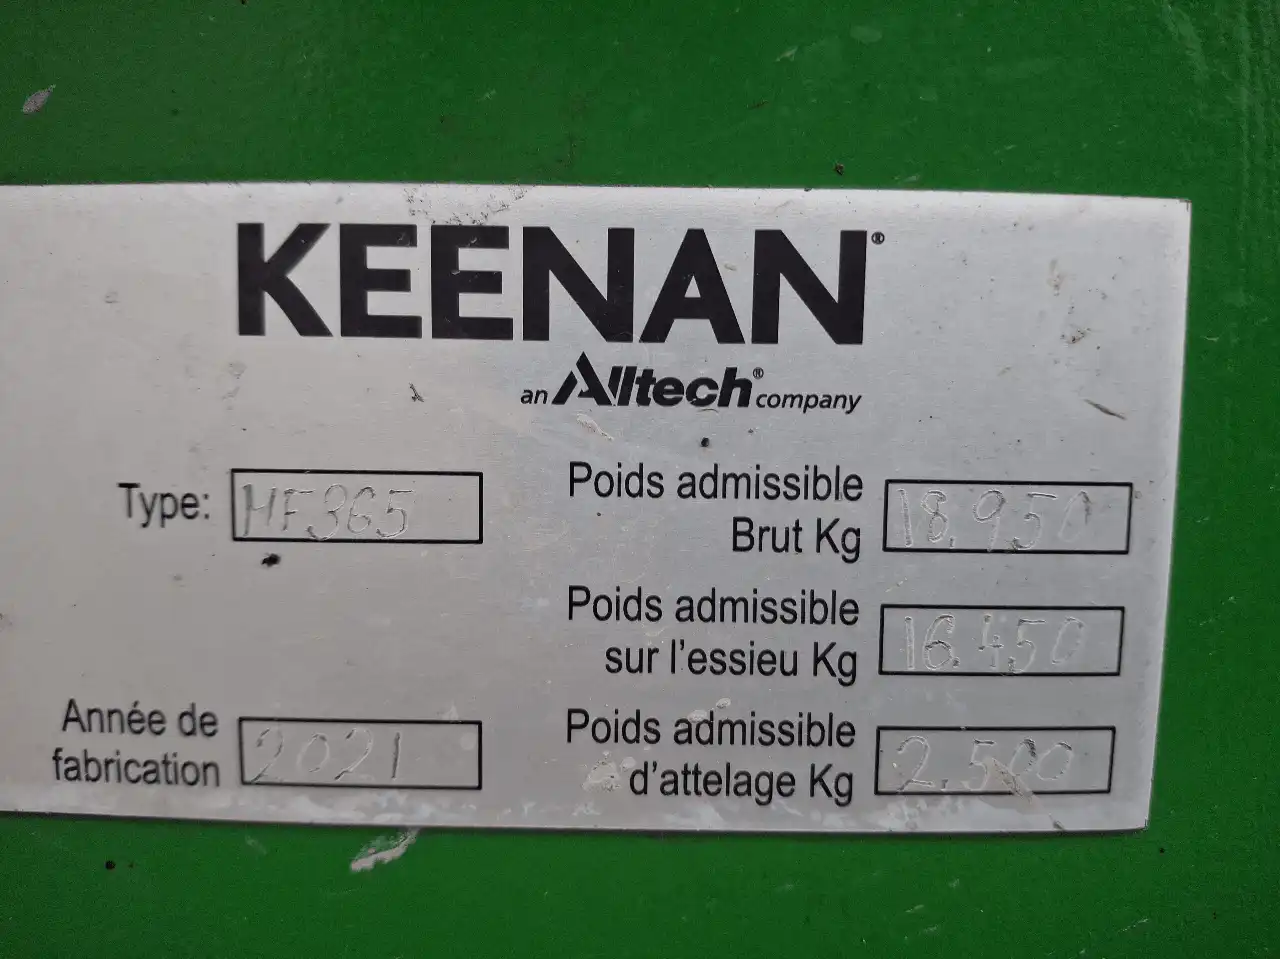 KEENAN®
an Alltech® company
Type: MF365
Poids admissible
Brut Kg 18.950
Poids admissible
sur l'essieu Kg 16.450
Année de
fabrication 2021
Poids admissible
d'attelage Kg 2.500